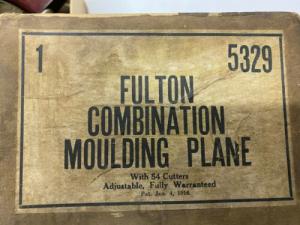 1 5329
FULTON
COMBINATION
MOULDING PLANE
With 54 Cutters
Adjustable, Fully Warranteed
Pat. Jan. 4, 1916.